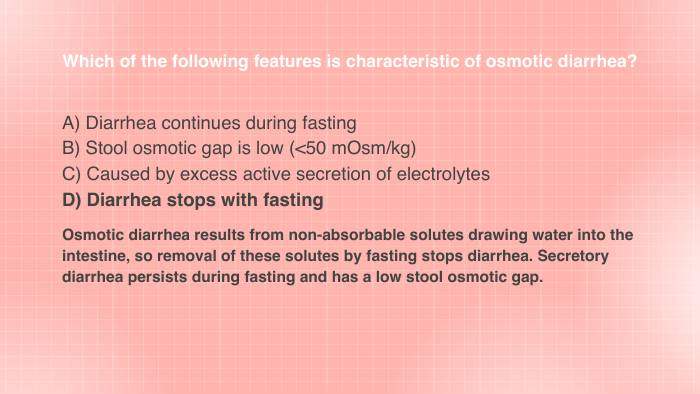 Which of the following features is characteristic of osmotic diarrhea?
A) Diarrhea continues during fasting
B) Stool osmotic gap is low (<50 mOsm/kg)
C) Caused by excess active secretion of electrolytes
D) Diarrhea stops with fasting
Osmotic diarrhea results from non-absorbable solutes drawing water into the
intestine, so removal of these solutes by fasting stops diarrhea. Secretory
diarrhea persists during fasting and has a low stool osmotic gap.